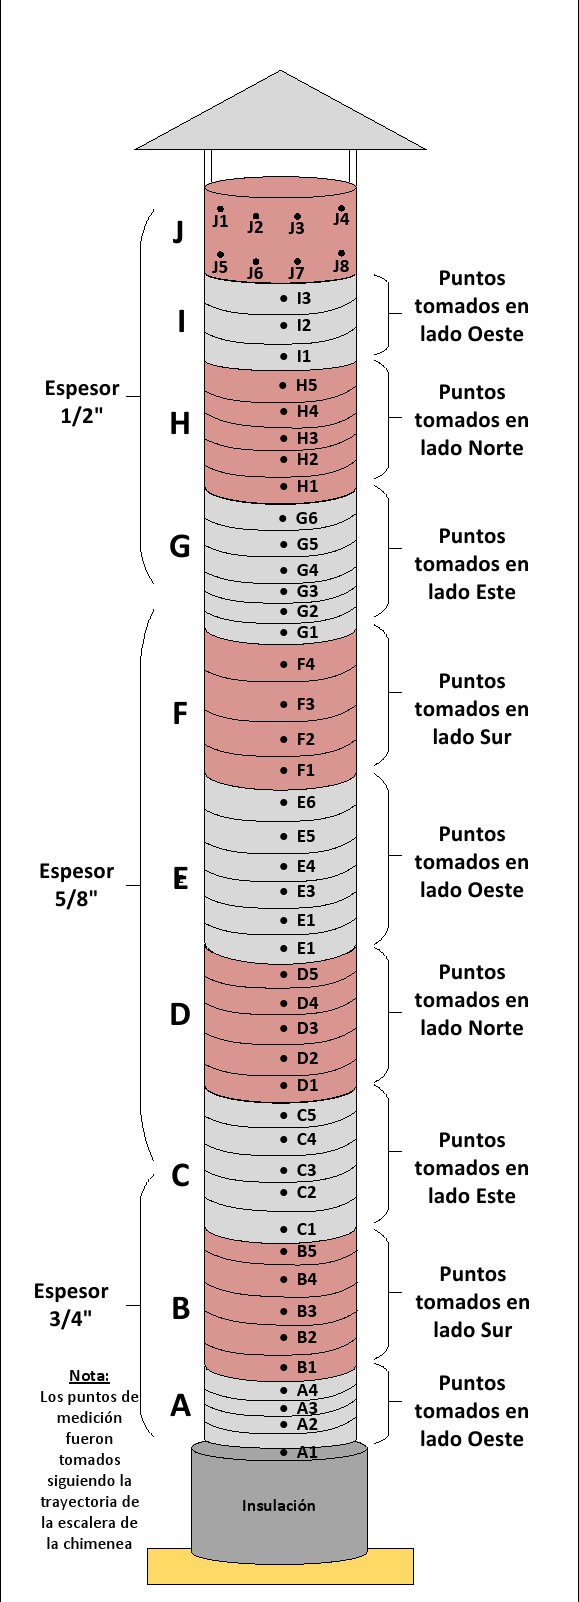 J
J1 J2 J3 J4
J5 J6 J7 J8
I
I3
I2
I1
Puntos
tomados en
lado Oeste
Espesor
1/2"
H
H5
H4
H3
H2
H1
Puntos
tomados en
lado Norte
G
G6
G5
G4
G3
G2
G1
Puntos
tomados en
lado Este
F
F4
F3
F2
F1
Puntos
tomados en
lado Sur
Espesor
5/8"
E
E6
E5
E4
E3
E1
E1
Puntos
tomados en
lado Oeste
D
D5
D4
D3
D2
D1
Puntos
tomados en
lado Norte
C
C5
C4
C3
C2
C1
Puntos
tomados en
lado Este
Espesor
3/4"
B
B5
B4
B3
B2
B1
Puntos
tomados en
lado Sur
A
A4
A3
A2
A1
Puntos
tomados en
lado Oeste
Nota:
Los puntos de
medición
fueron
tomados
siguiendo la
trayectoria de
la escalera de
la chimenea
Insulación